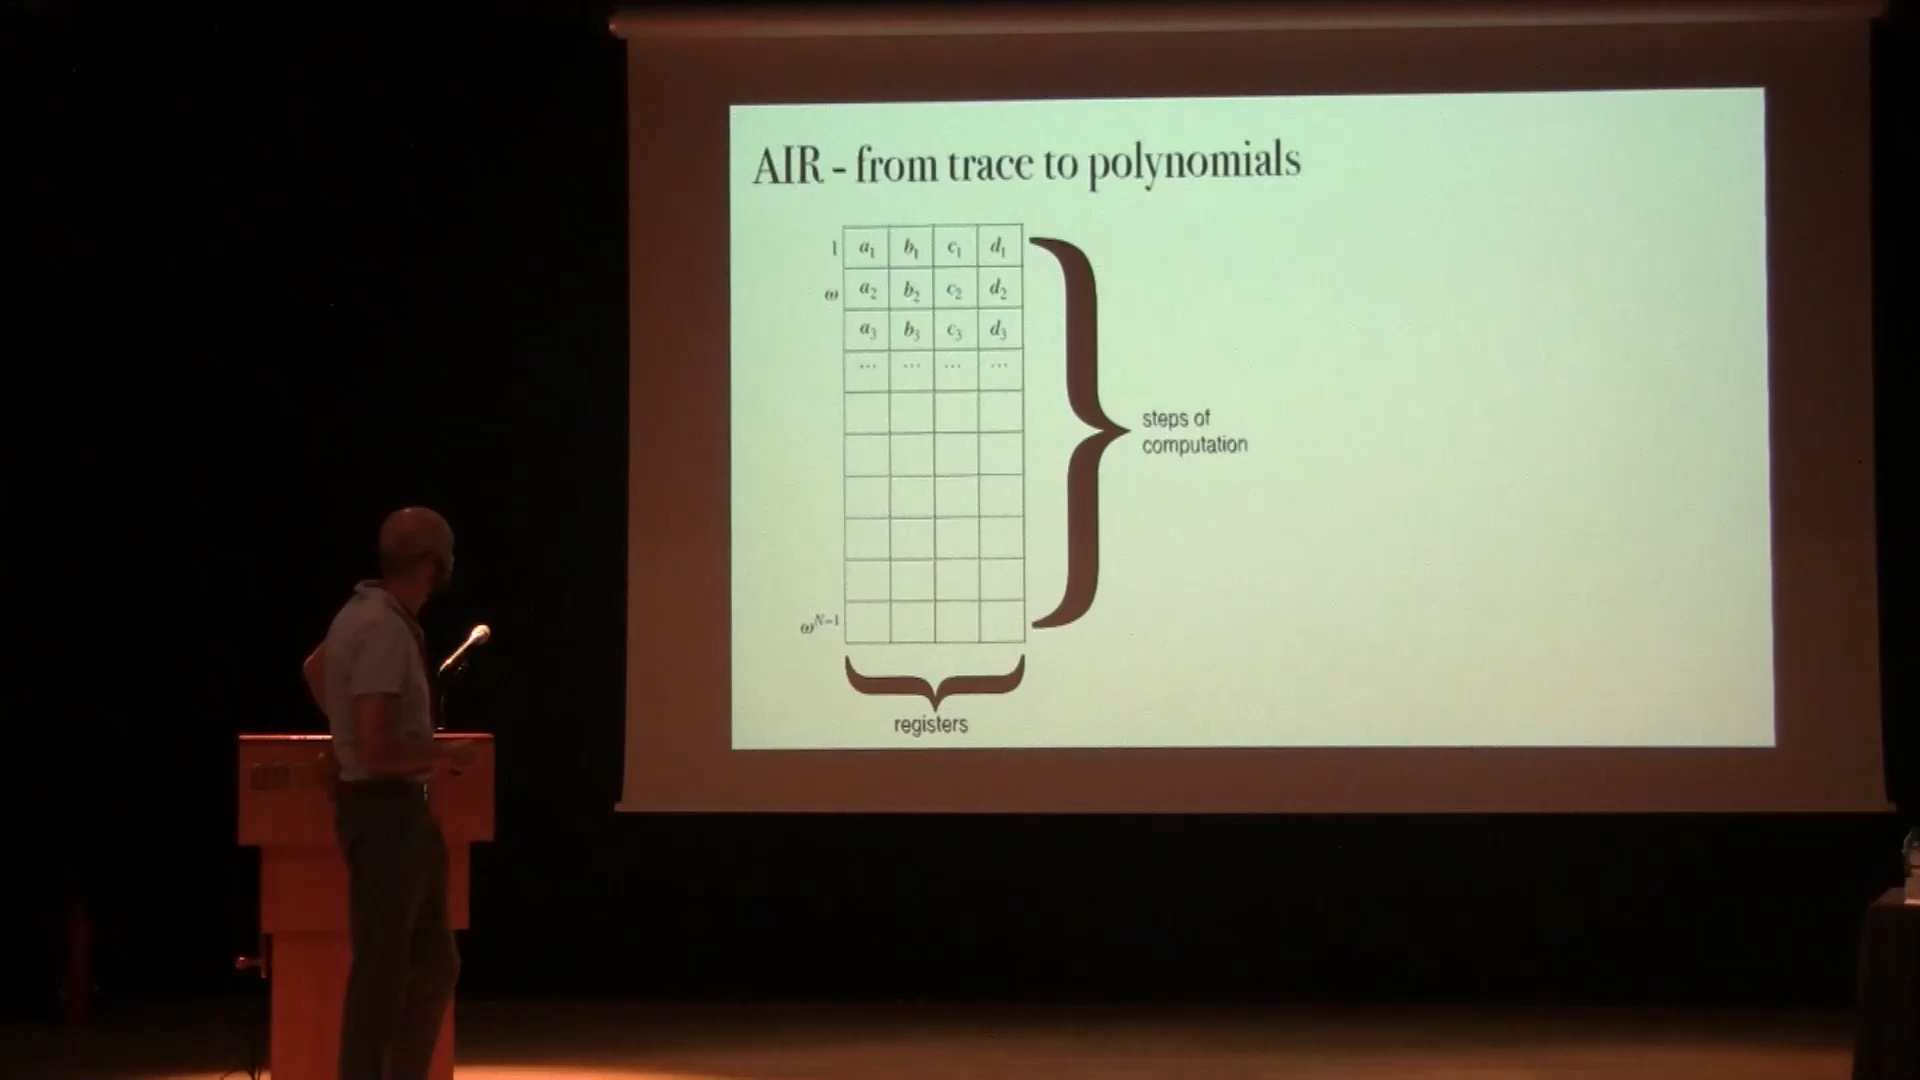 AIR - from trace to polynomials
1 a₁ b₁ c₁ d₁
ω a₂ b₂ c₂ d₂
a₃ b₃ c₃ d₃
... ... ... ...
steps of
computation
ω^{N-1}
registers